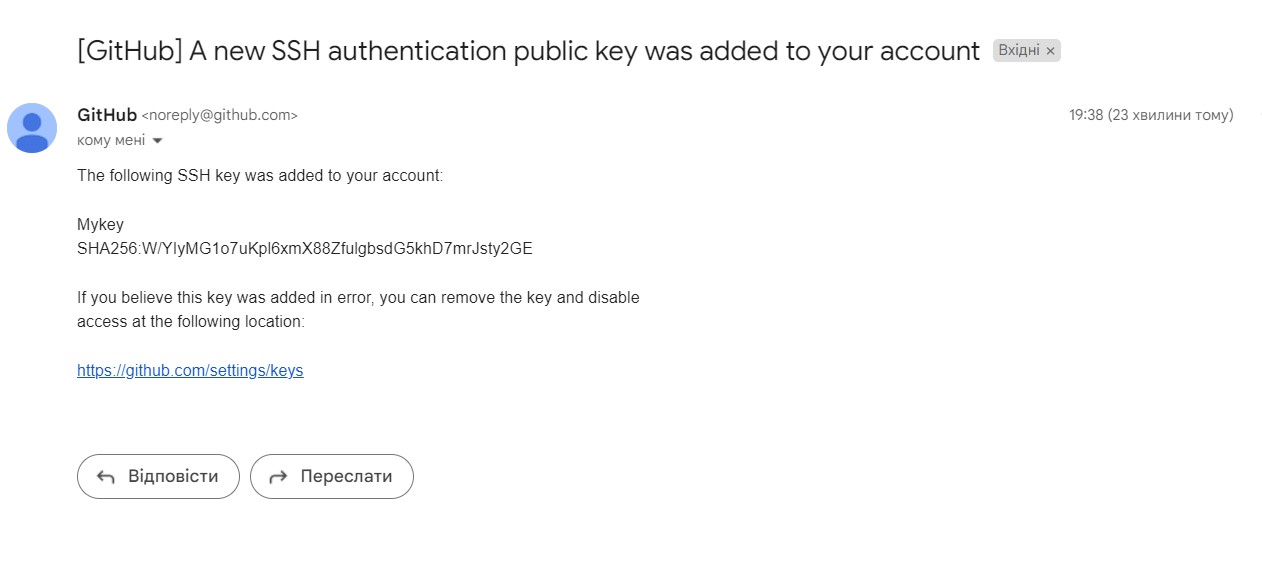 [GitHub] A new SSH authentication public key was added to your account Вхідні ×
GitHub <noreply@github.com> 19:38 (23 хвилини тому)
кому мені
The following SSH key was added to your account:
Mykey
SHA256:W/YIyMG1o7uKpl6xmX88ZfulgbsdG5khD7mrJsty2GE
If you believe this key was added in error, you can remove the key and disable
access at the following location:
https://github.com/settings/keys
Відповісти Переслати